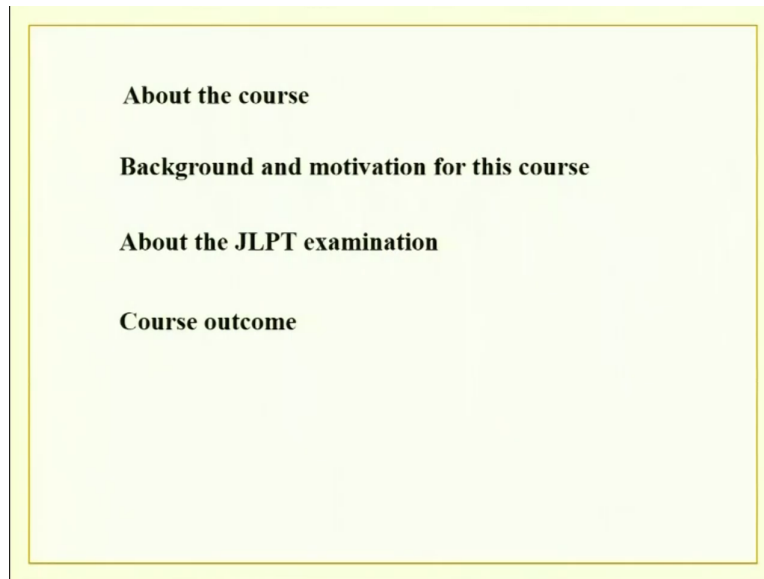 About the course
Background and motivation for this course
About the JLPT examination
Course outcome